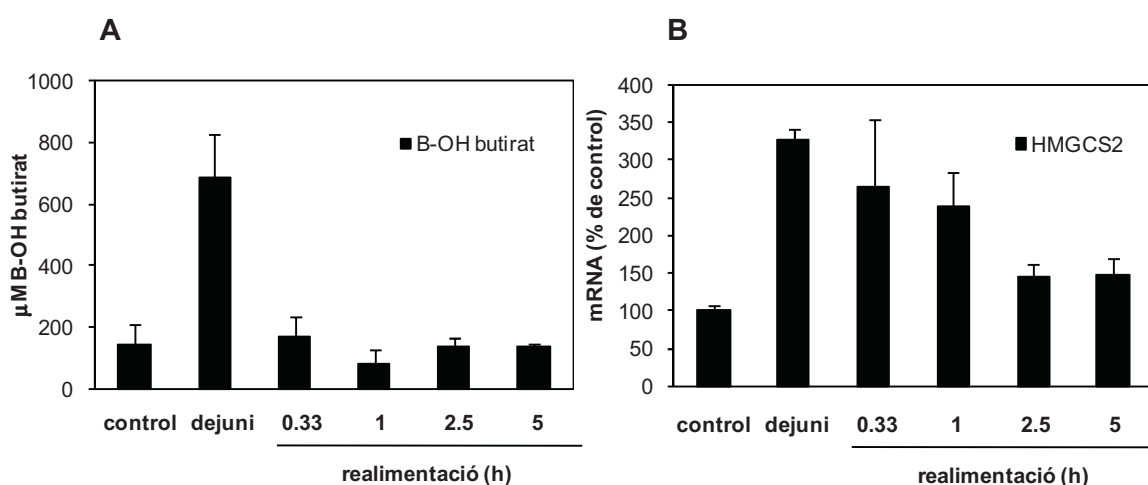 A
1000
800
600
400
200
0
µM B-OH butirat
B-OH butirat
control dejuni 0.33 1 2.5 5
realimentació (h)
B
400
350
300
250
200
150
100
50
0
mRNA (% de control)
HMGCS2
control dejuni 0.33 1 2.5 5
realimentació (h)